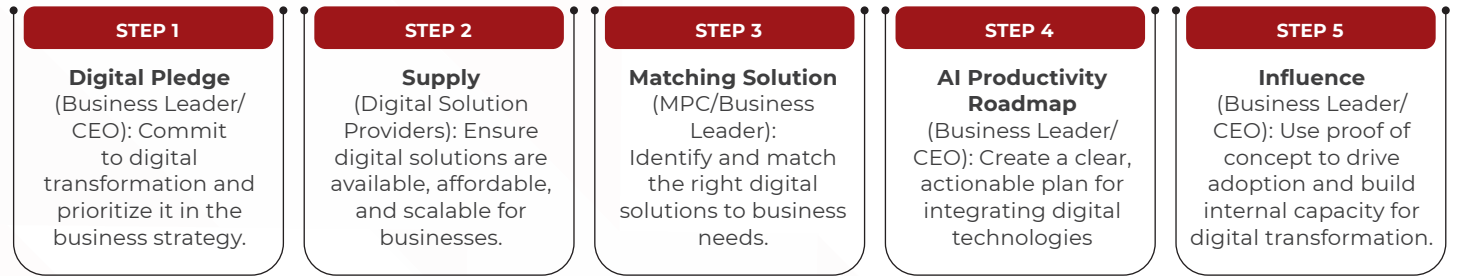 STEP 1
Digital Pledge
(Business Leader/
CEO): Commit
to digital
transformation and
prioritize it in the
business strategy.
STEP 2
Supply
(Digital Solution
Providers): Ensure
digital solutions are
available, affordable,
and scalable for
businesses.
STEP 3
Matching Solution
(MPC/Business
Leader):
Identify and match
the right digital
solutions to business
needs.
STEP 4
AI Productivity
Roadmap
(Business Leader/
CEO): Create a clear,
actionable plan for
integrating digital
technologies
STEP 5
Influence
(Business Leader/
CEO): Use proof of
concept to drive
adoption and build
internal capacity for
digital transformation.